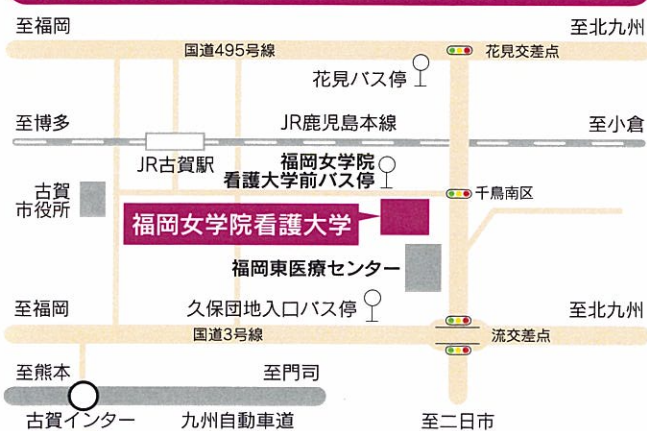 至福岡
至北九州
国道495号線
花見交差点
花見バス停
至博多
JR鹿児島本線
至小倉
JR古賀駅
福岡女学院
看護大学前バス停
古賀
市役所
千鳥南区
福岡女学院看護大学
福岡東医療センター
至福岡
久保団地入口バス停
至北九州
国道3号線
流交差点
至熊本
至門司
古賀インター
九州自動車道
至二日市